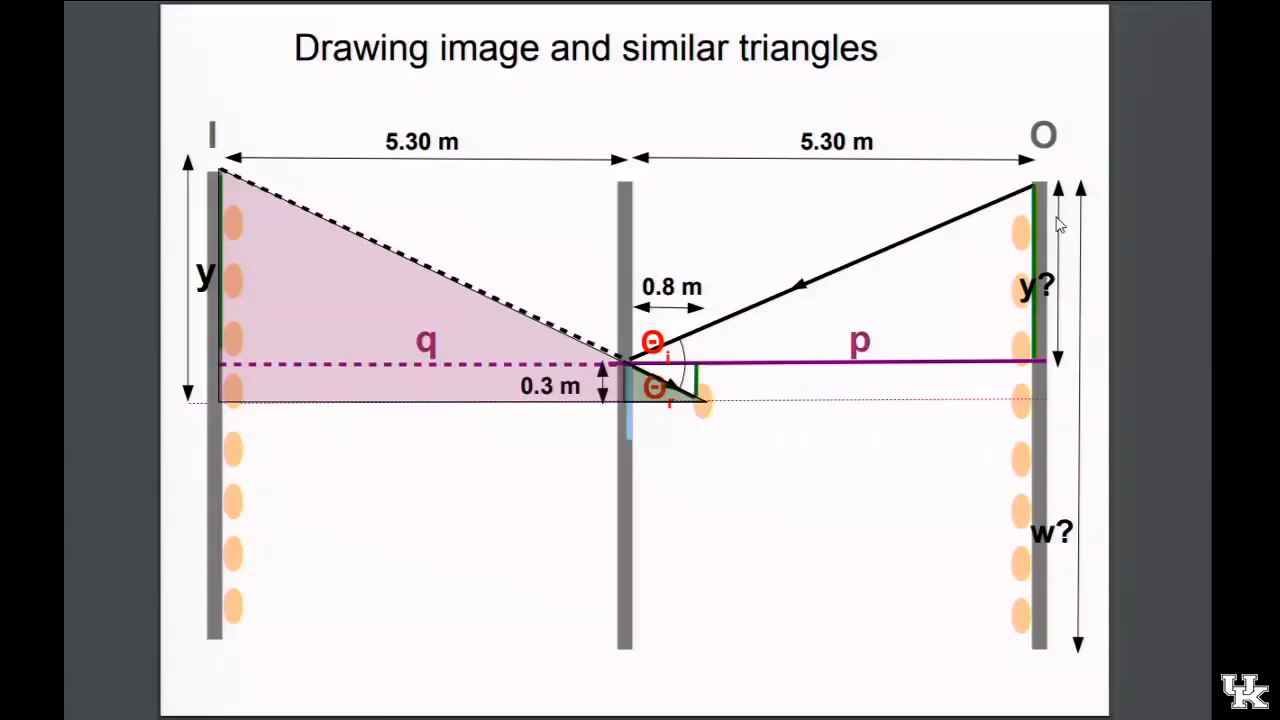 Drawing image and similar triangles
I
O
5.30 m
5.30 m
0.8 m
y
y?
q
Θi
p
0.3 m
Θr
w?
UK